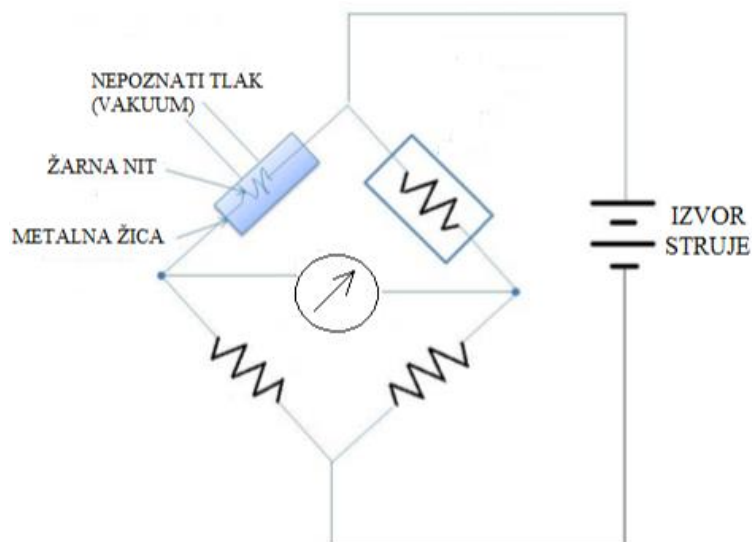 NEPOZNATI TLAK
(VAKUUM)
ŽARNA NIT
METALNA ŽICA
IZVOR
STRUJE